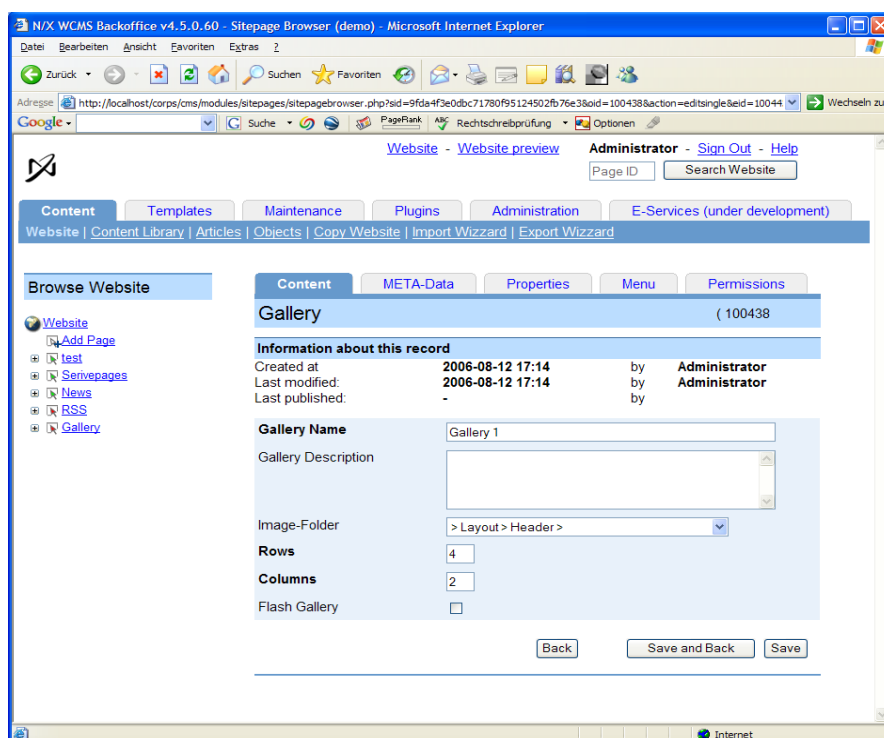 N/X WCMS Backoffice v4.5.0.60 - Sitepage Browser (demo) - Microsoft Internet Explorer
Datei Bearbeiten Ansicht Favoriten Extras ?
Zurück Suchen Favoriten
Adresse http://localhost/corps/cms/modules/sitepages/sitepagebrowser.php?sid=9fda4f3e0dbc71780f95124502fb76e3&oid=100438&action=editsingle&eid=10044 Wechseln zu
Google Suche PageRank ABC Rechtschreibprüfung Optionen
Website - Website preview Administrator - Sign Out - Help
Page ID Search Website
Content Templates Maintenance Plugins Administration E-Services (under development)
Website | Content Library | Articles | Objects | Copy Website | Import Wizzard | Export Wizzard
Browse Website
Website
Add Page
test
Serivepages
News
RSS
Gallery
Content META-Data Properties Menu Permissions
Gallery ( 100438
Information about this record
Created at 2006-08-12 17:14 by Administrator
Last modified: 2006-08-12 17:14 by Administrator
Last published: - by
Gallery Name Gallery 1
Gallery Description
Image-Folder > Layout > Header >
Rows 4
Columns 2
Flash Gallery
Back Save and Back Save
Internet